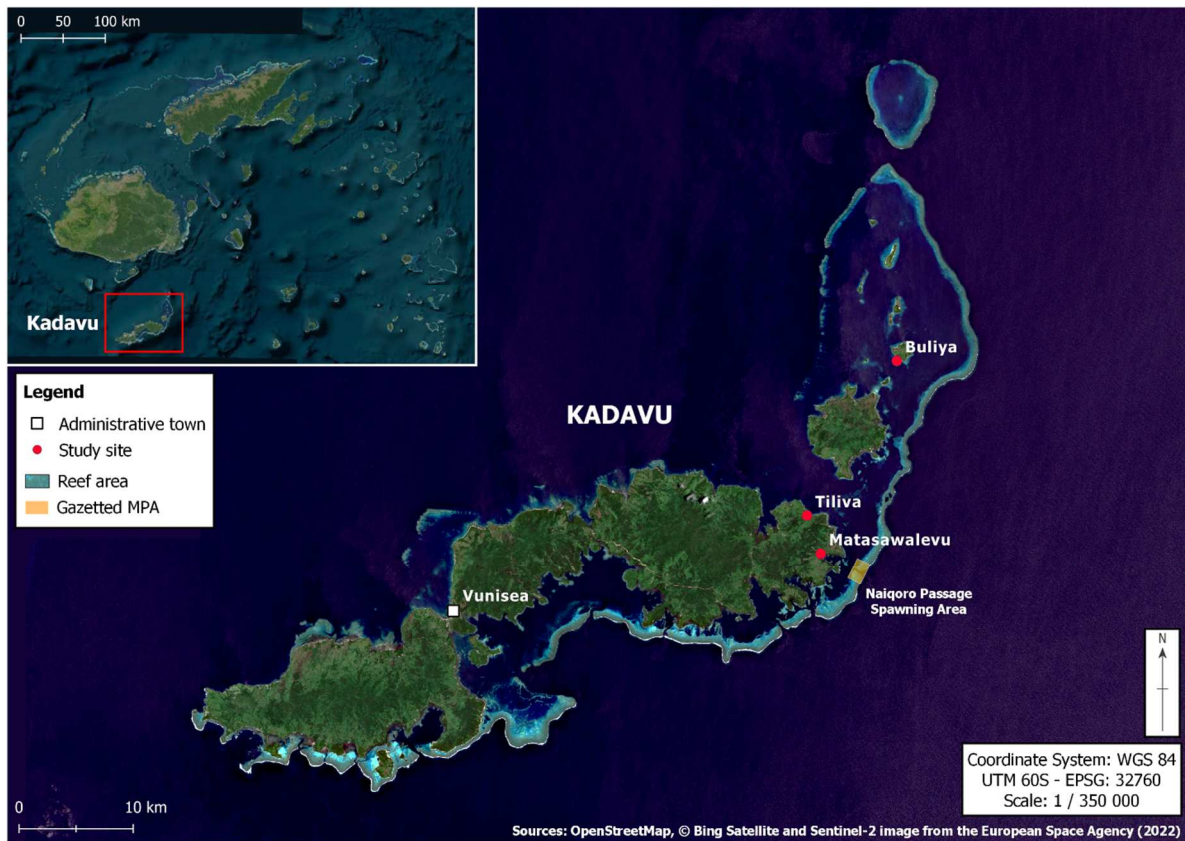 0 50 100 km
Kadavu
Legend
Administrative town
Study site
Reef area
Gazetted MPA
KADAVU
Buliya
Tiliva
Matasawalevu
Naiqoro Passage
Spawning Area
Vunisea
N
0 10 km
Coordinate System: WGS 84
UTM 60S - EPSG: 32760
Scale: 1 / 350 000
Sources: OpenStreetMap, © Bing Satellite and Sentinel-2 image from the European Space Agency (2022)